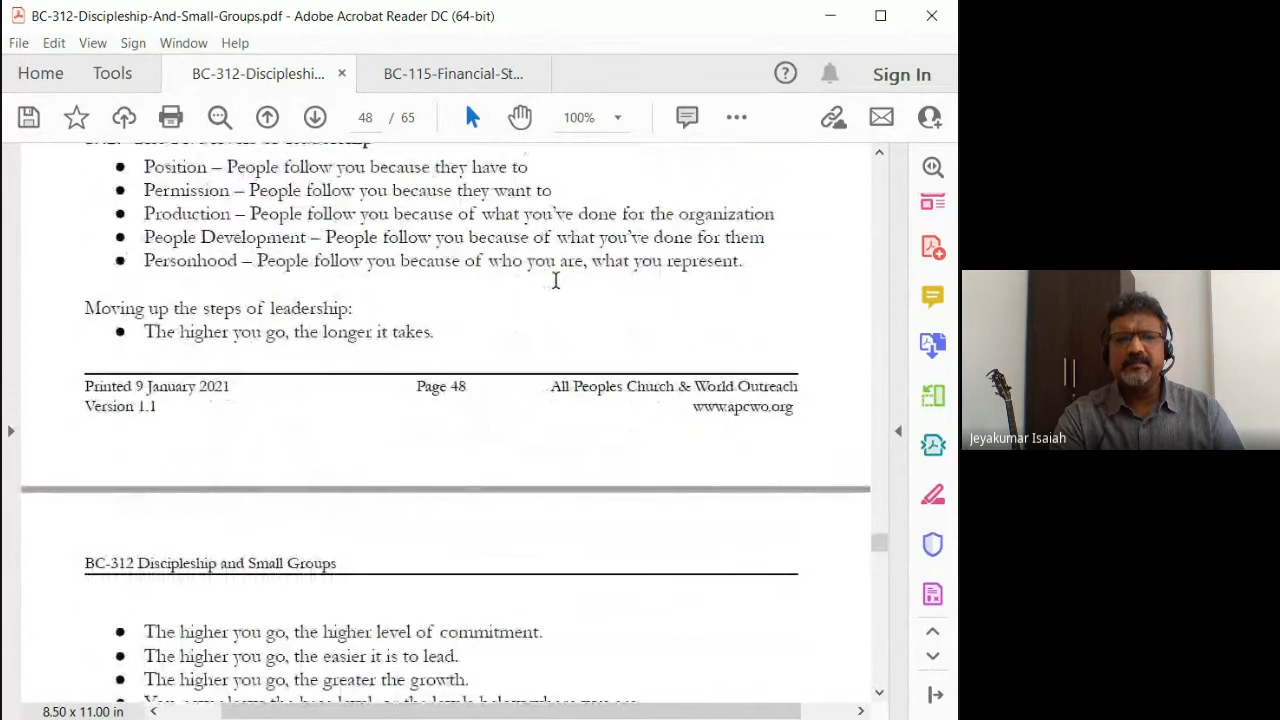 BC-312-Discipleship-And-Small-Groups.pdf - Adobe Acrobat Reader DC (64-bit)
File Edit View Sign Window Help
Home Tools BC-312-Discipleshi... × BC-115-Financial-St... Sign In
48 / 65 100%
• Position – People follow you because they have to
• Permission – People follow you because they want to
• Production – People follow you because of what you've done for the organization
• People Development – People follow you because of what you've done for them
• Personhood – People follow you because of who you are, what you represent.
Moving up the steps of leadership:
• The higher you go, the longer it takes.
Printed 9 January 2021 Page 48 All Peoples Church & World Outreach
Version 1.1 www.apcwo.org
BC-312 Discipleship and Small Groups
• The higher you go, the higher level of commitment.
• The higher you go, the easier it is to lead.
• The higher you go, the greater the growth.
8.50 x 11.00 in
Jeyakumar Isaiah